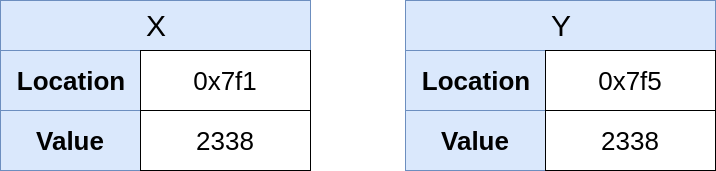 X
Location 0x7f1
Value 2338
Y
Location 0x7f5
Value 2338